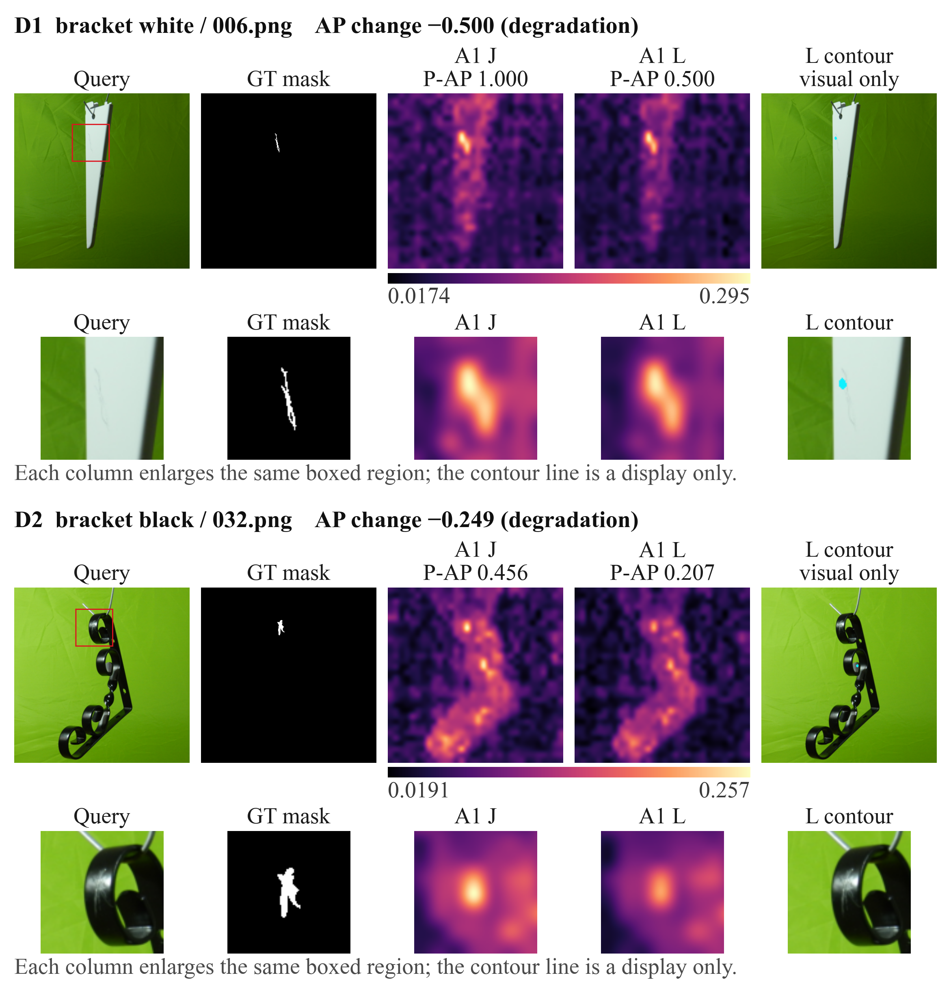 D1 bracket white / 006.png AP change −0.500 (degradation)
A1 J A1 L L contour
Query GT mask P-AP 1.000 P-AP 0.500 visual only
0.0174 0.295
Query GT mask A1 J A1 L L contour
Each column enlarges the same boxed region; the contour line is a display only.
D2 bracket black / 032.png AP change −0.249 (degradation)
A1 J A1 L L contour
Query GT mask P-AP 0.456 P-AP 0.207 visual only
0.0191 0.257
Query GT mask A1 J A1 L L contour
Each column enlarges the same boxed region; the contour line is a display only.